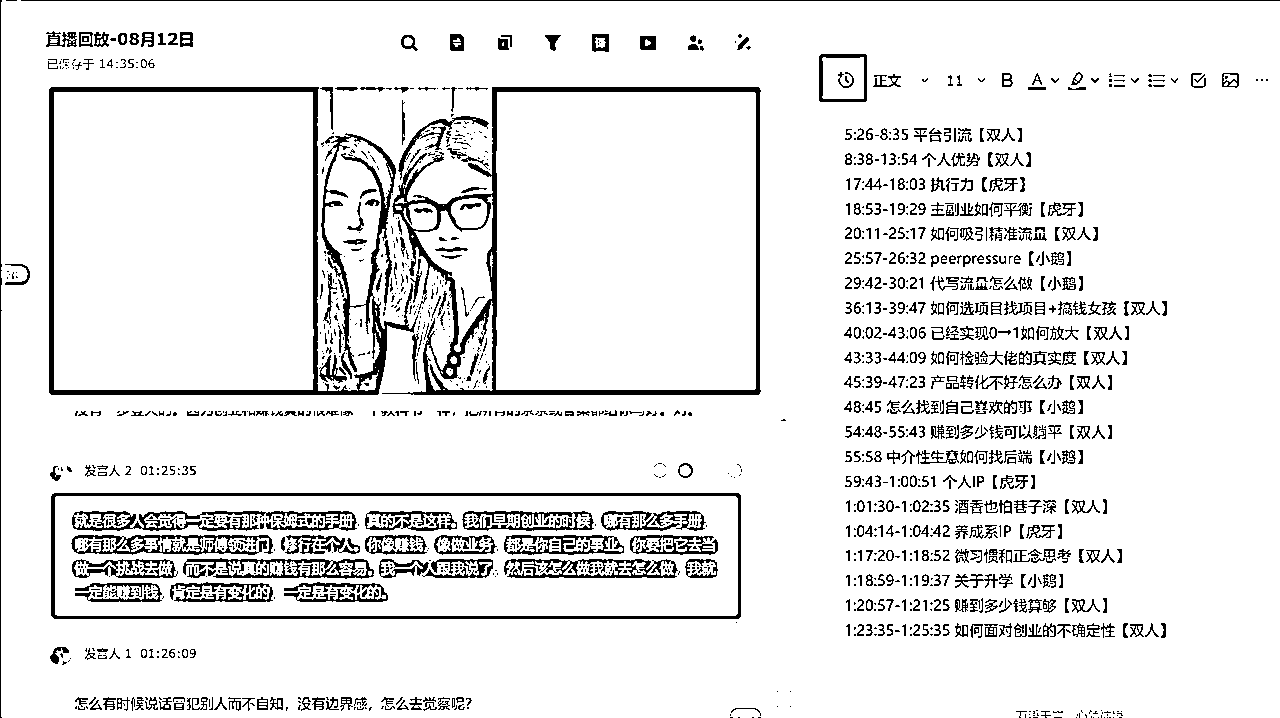 直播回放-08月12日
已保存于 14:35:06
正文 11 B A
发言人 2 01:25:35
就是很多人会觉得一定要有那种保姆式的手册，真的不是这样。我们早期创业的时候，哪有那么多手册，
哪有那么多事情就是师傅领进门，修行在个人。你像赚钱，像做业务，都是你自己的事业。你要把它去当
做一个挑战去做，而不是说真的赚钱有那么容易。我一个人跟我说了，然后该怎么做我就去怎么做，我就
一定能赚到钱，肯定是有变化的，一定是有变化的。
发言人 1 01:26:09
怎么有时候说话冒犯别人而不自知，没有边界感，怎么去觉察呢？
5:26-8:35 平台引流【双人】
8:38-13:54 个人优势【双人】
17:44-18:03 执行力【虎牙】
18:53-19:29 主副业如何平衡【虎牙】
20:11-25:17 如何吸引精准流量【双人】
25:57-26:32 peerpressure【小鹅】
29:42-30:21 代写流量怎么做【小鹅】
36:13-39:47 如何选项目找项目+搞钱女孩【双人】
40:02-43:06 已经实现0→1如何放大【双人】
43:33-44:09 如何检验大佬的真实度【双人】
45:39-47:23 产品转化不好怎么办【双人】
48:45 怎么找到自己喜欢的事【小鹅】
54:48-55:43 赚到多少钱可以躺平【双人】
55:58 中介性生意如何找后端【小鹅】
59:43-1:00:51 个人IP【虎牙】
1:01:30-1:02:35 酒香也怕巷子深【双人】
1:04:14-1:04:42 养成系IP【虎牙】
1:17:20-1:18:52 微习惯和正念思考【双人】
1:18:59-1:19:37 关于升学【小鹅】
1:20:57-1:21:25 赚到多少钱算够【双人】
1:23:35-1:25:35 如何面对创业的不确定性【双人】